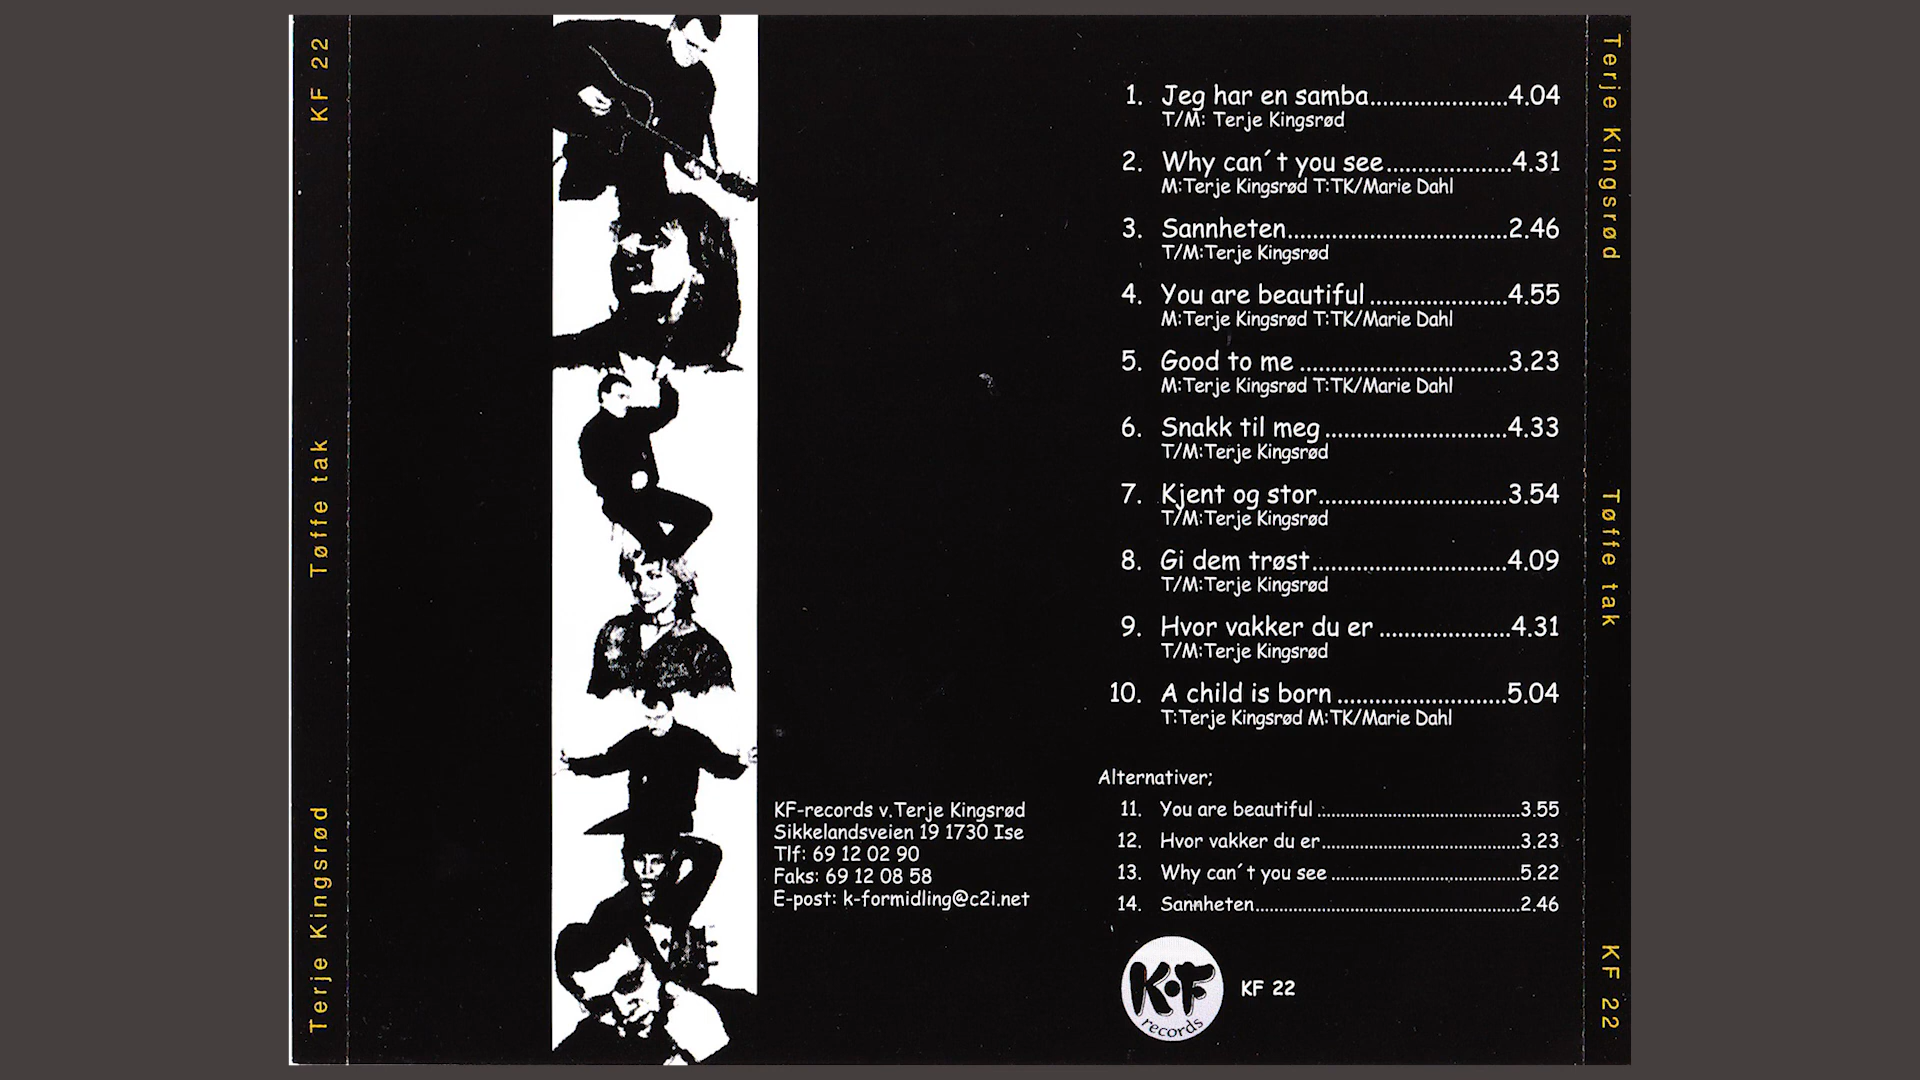 KF 22
Tøffe tak
Terje Kingsrød
1. Jeg har en samba......................4.04
T/M: Terje Kingsrød
2. Why can´t you see....................4.31
M:Terje Kingsrød T:TK/Marie Dahl
3. Sannheten...................................2.46
T/M:Terje Kingsrød
4. You are beautiful ......................4.55
M:Terje Kingsrød T:TK/Marie Dahl
5. Good to me .................................3.23
M:Terje Kingsrød T:TK/Marie Dahl
6. Snakk til meg .............................4.33
T/M:Terje Kingsrød
7. Kjent og stor..............................3.54
T/M:Terje Kingsrød
8. Gi dem trøst...............................4.09
T/M:Terje Kingsrød
9. Hvor vakker du er .....................4.31
T/M:Terje Kingsrød
10. A child is born ...........................5.04
T:Terje Kingsrød M:TK/Marie Dahl
Alternativer;
11. You are beautiful ..........................................3.55
12. Hvor vakker du er.........................................3.23
13. Why can´t you see .......................................5.22
14. Sannheten.......................................................2.46
KF-records v.Terje Kingsrød
Sikkelandsveien 19 1730 Ise
Tlf: 69 12 02 90
Faks: 69 12 08 58
E-post: k-formidling@c2i.net
K•F
records
KF 22
Terje Kingsrød
Tøffe tak
KF 22